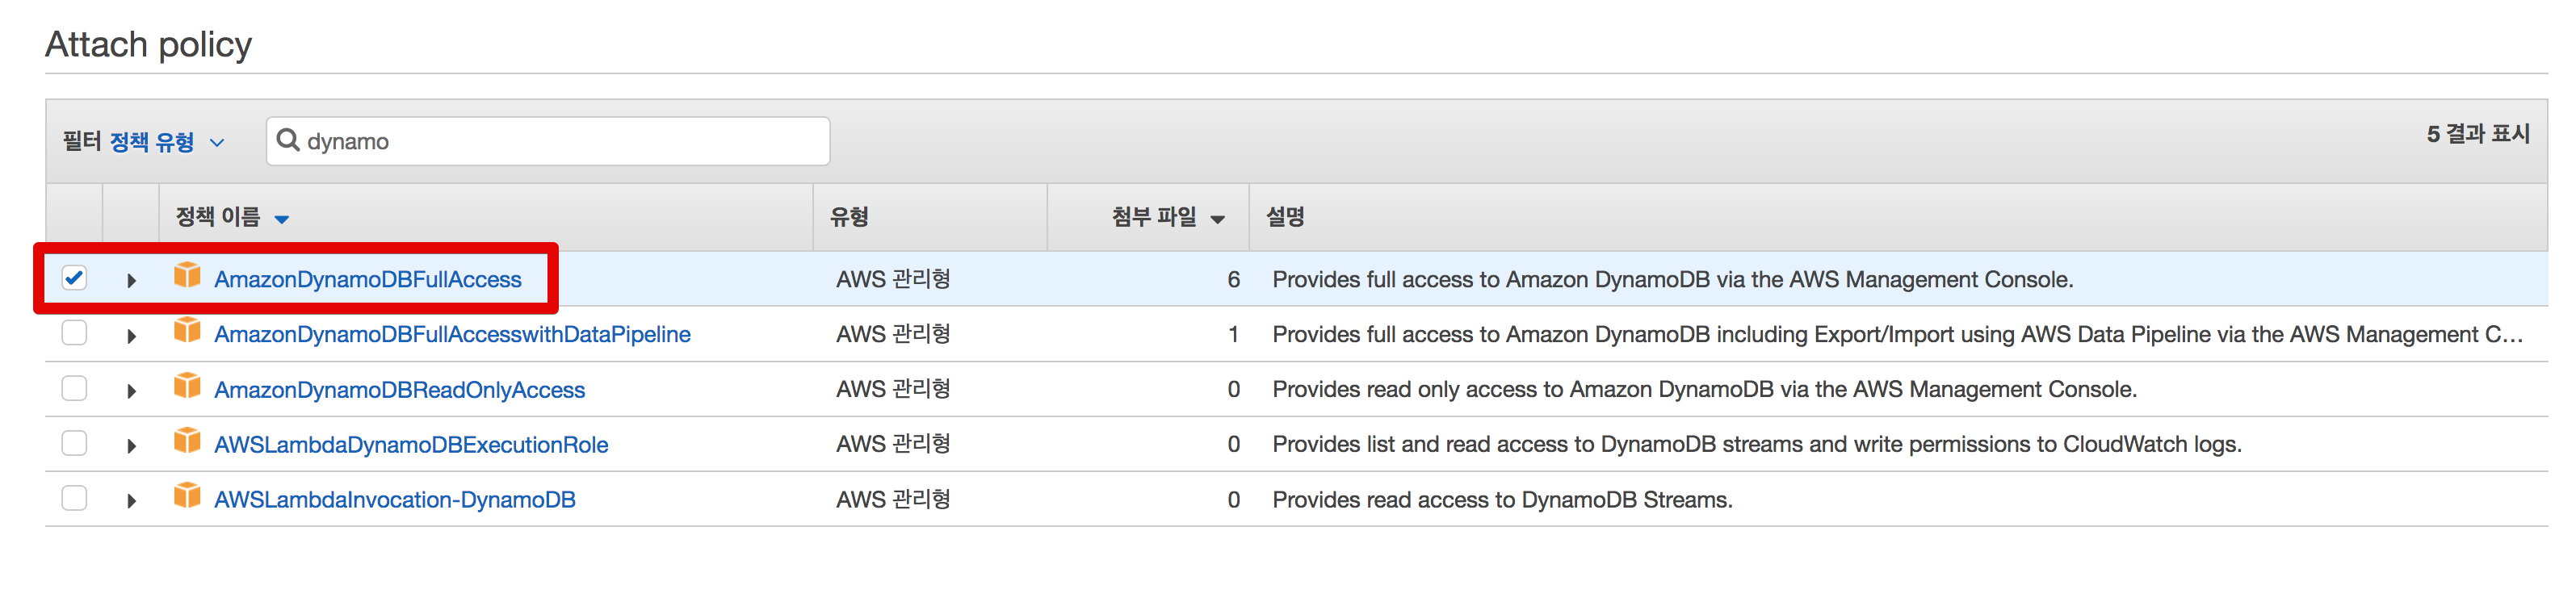 Attach policy
필터 정책 유형 dynamo 5 결과 표시
정책 이름 유형 첨부 파일 설명
AmazonDynamoDBFullAccess AWS 관리형 6 Provides full access to Amazon DynamoDB via the AWS Management Console.
AmazonDynamoDBFullAccesswithDataPipeline AWS 관리형 1 Provides full access to Amazon DynamoDB including Export/Import using AWS Data Pipeline via the AWS Management C...
AmazonDynamoDBReadOnlyAccess AWS 관리형 0 Provides read only access to Amazon DynamoDB via the AWS Management Console.
AWSLambdaDynamoDBExecutionRole AWS 관리형 0 Provides list and read access to DynamoDB streams and write permissions to CloudWatch logs.
AWSLambdaInvocation-DynamoDB AWS 관리형 0 Provides read access to DynamoDB Streams.